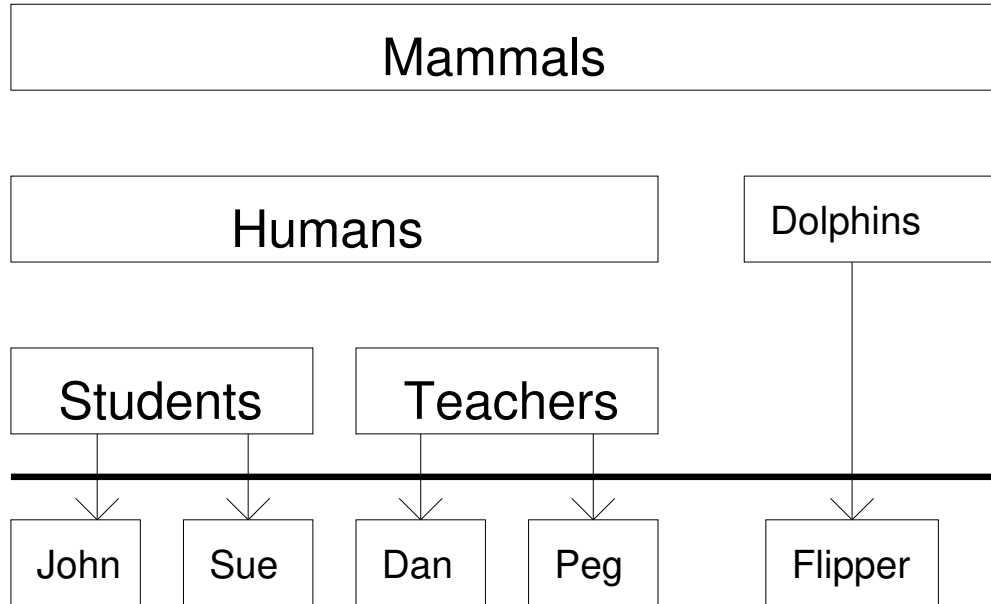 Mammals
Humans Dolphins
Students Teachers
John Sue Dan Peg Flipper